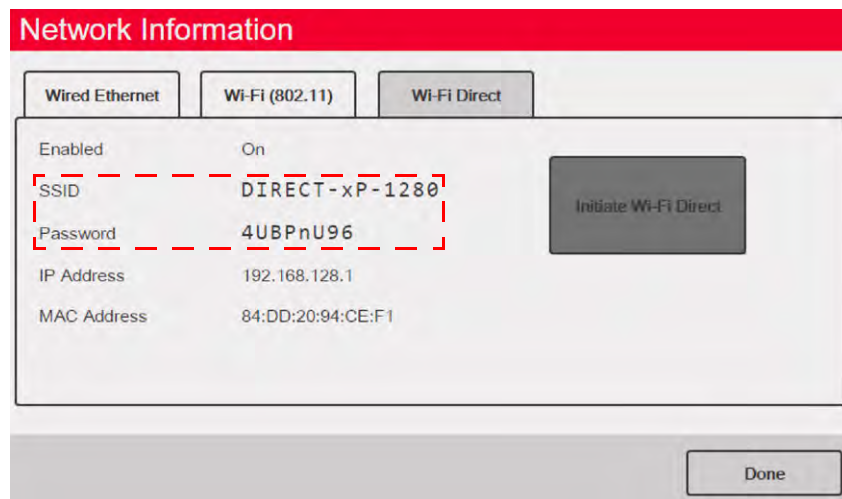 Network Information
Wired Ethernet Wi-Fi (802.11) Wi-Fi Direct
Enabled On
SSID DIRECT-xP-1280
Initiate Wi-Fi Direct
Password 4UBPnU96
IP Address 192.168.128.1
MAC Address 84:DD:20:94:CE:F1
Done